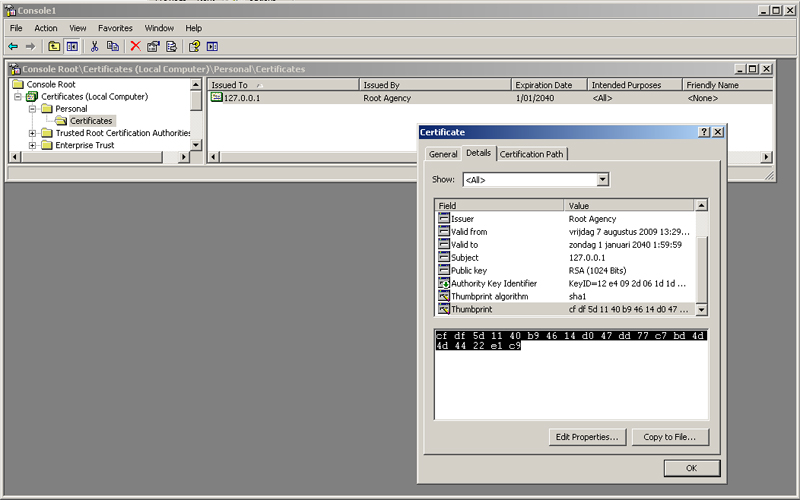 Console1
File Action View Favorites Window Help
Console Root\Certificates (Local Computer)\Personal\Certificates
Console Root
Certificates (Local Computer)
Personal
Certificates
Trusted Root Certification Authorities
Enterprise Trust
Issued To Issued By Expiration Date Intended Purposes Friendly Name
127.0.0.1 Root Agency 1/01/2040 <All> <None>
Certificate
General Details Certification Path
Show: <All>
Field Value
Issuer Root Agency
Valid from vrijdag 7 augustus 2009 13:29...
Valid to zondag 1 januari 2040 1:59:59
Subject 127.0.0.1
Public key RSA (1024 Bits)
Authority Key Identifier KeyID=12 e4 09 2d 06 1d 1d ...
Thumbprint algorithm sha1
Thumbprint cf df 5d 11 40 b9 46 14 d0 47 ...
cf df 5d 11 40 b9 46 14 d0 47 dd 77 c7 bd 4d
4d 44 22 e1 c9
Edit Properties... Copy to File...
OK